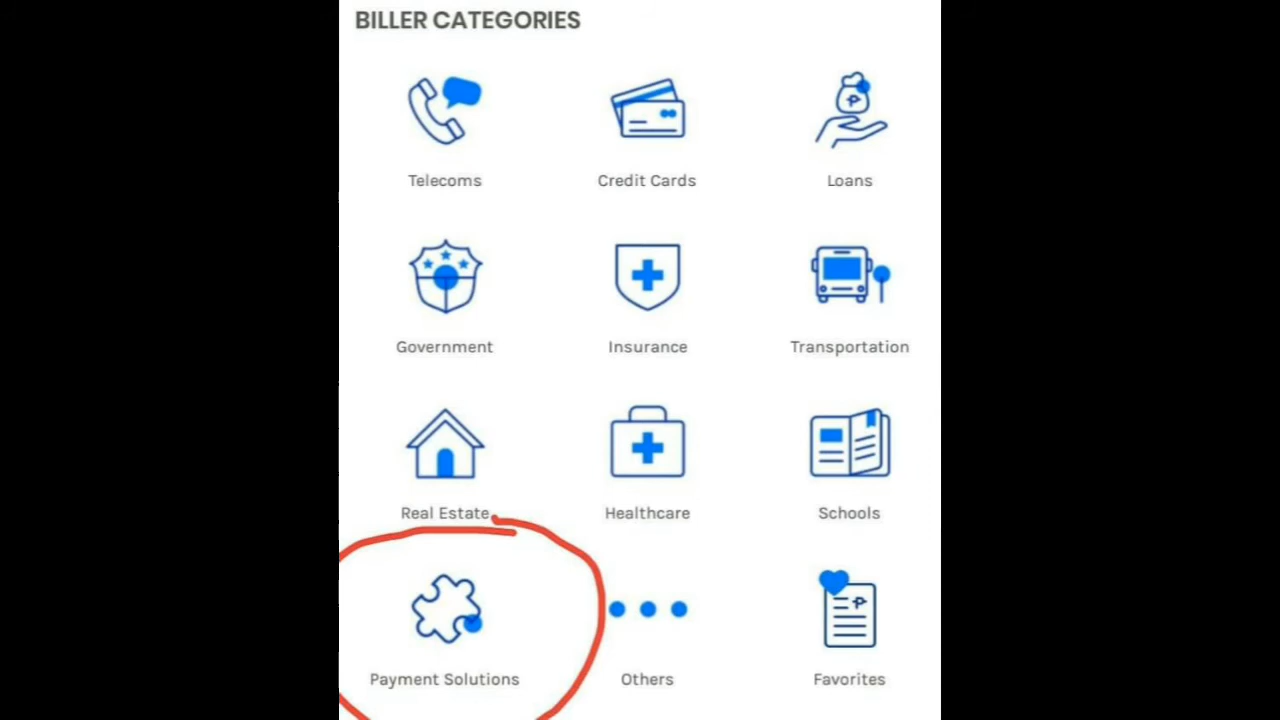 BILLER CATEGORIES
Telecoms Credit Cards Loans
Government Insurance Transportation
Real Estate Healthcare Schools
Payment Solutions Others Favorites